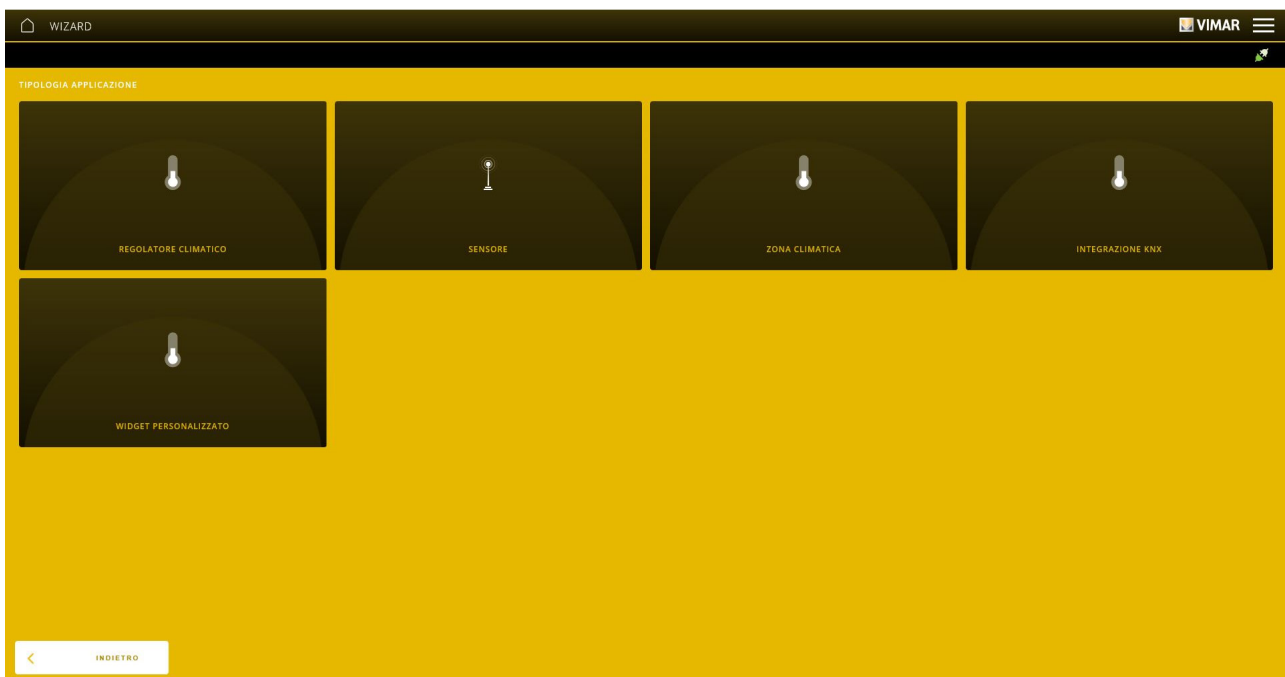 WIZARD
VIMAR
TIPOLOGIA APPLICAZIONE
REGOLATORE CLIMATICO
SENSORE
ZONA CLIMATICA
INTEGRAZIONE KNX
WIDGET PERSONALIZZATO
INDIETRO